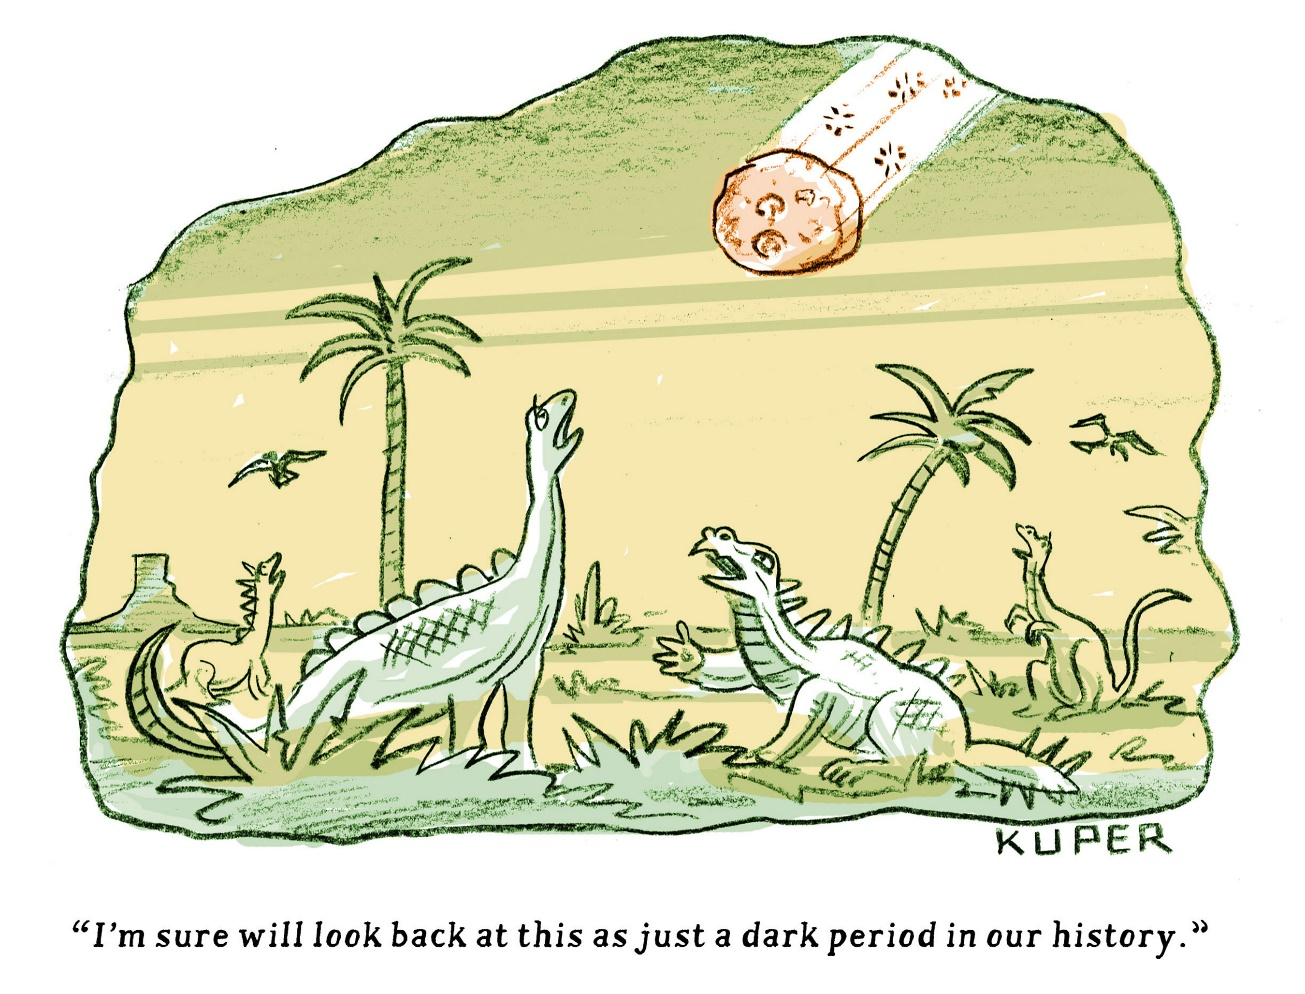 KUPER
“I’m sure will look back at this as just a dark period in our history.”